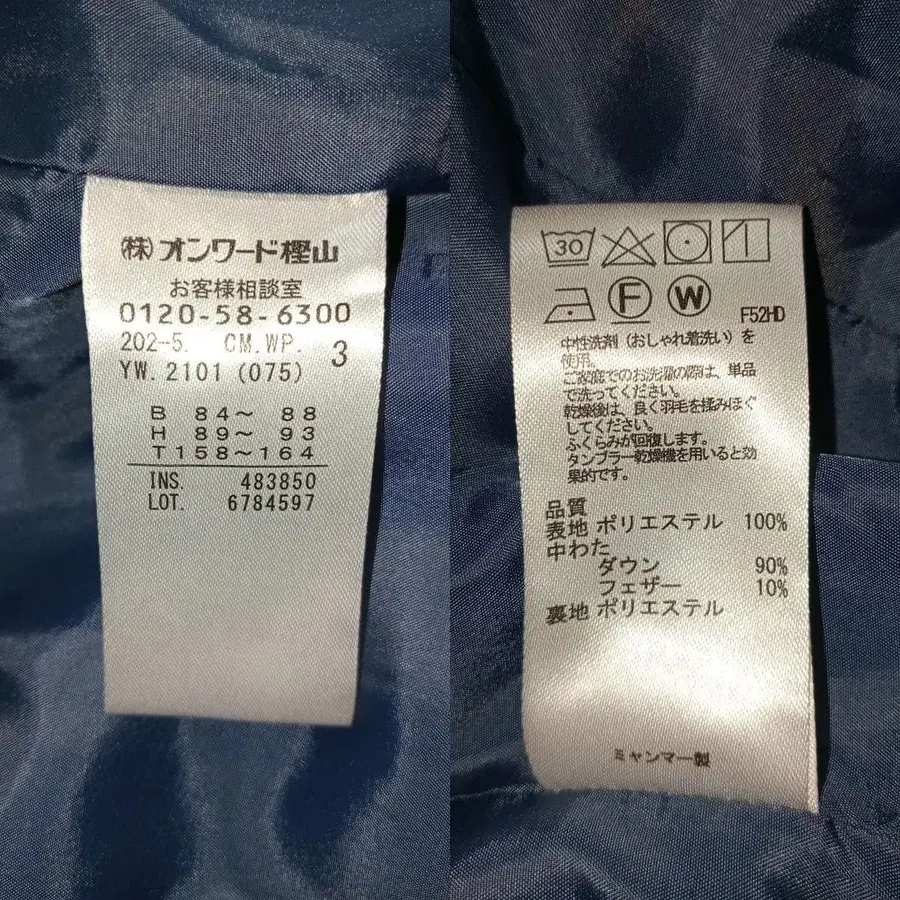 (株)オンワード樫山
お客様相談室
0120-58-6300
202-5. CM.WP. 3
YW.2101(075)
B 84〜 88
H 89〜 93
T158〜164
INS. 483850
LOT. 6784597
30
F W F52HD
中性洗剤(おしゃれ着洗い)を
使用。
ご家庭でのお洗濯の際は、単品
で洗ってください。
乾燥後は、良く羽毛を揉みほぐ
してください。
ふくらみが回復します。
タンブラー乾燥機を用いると効
果的です。
品質
表地 ポリエステル 100%
中わた
ダウン 90%
フェザー 10%
裏地 ポリエステル
ミャンマー製